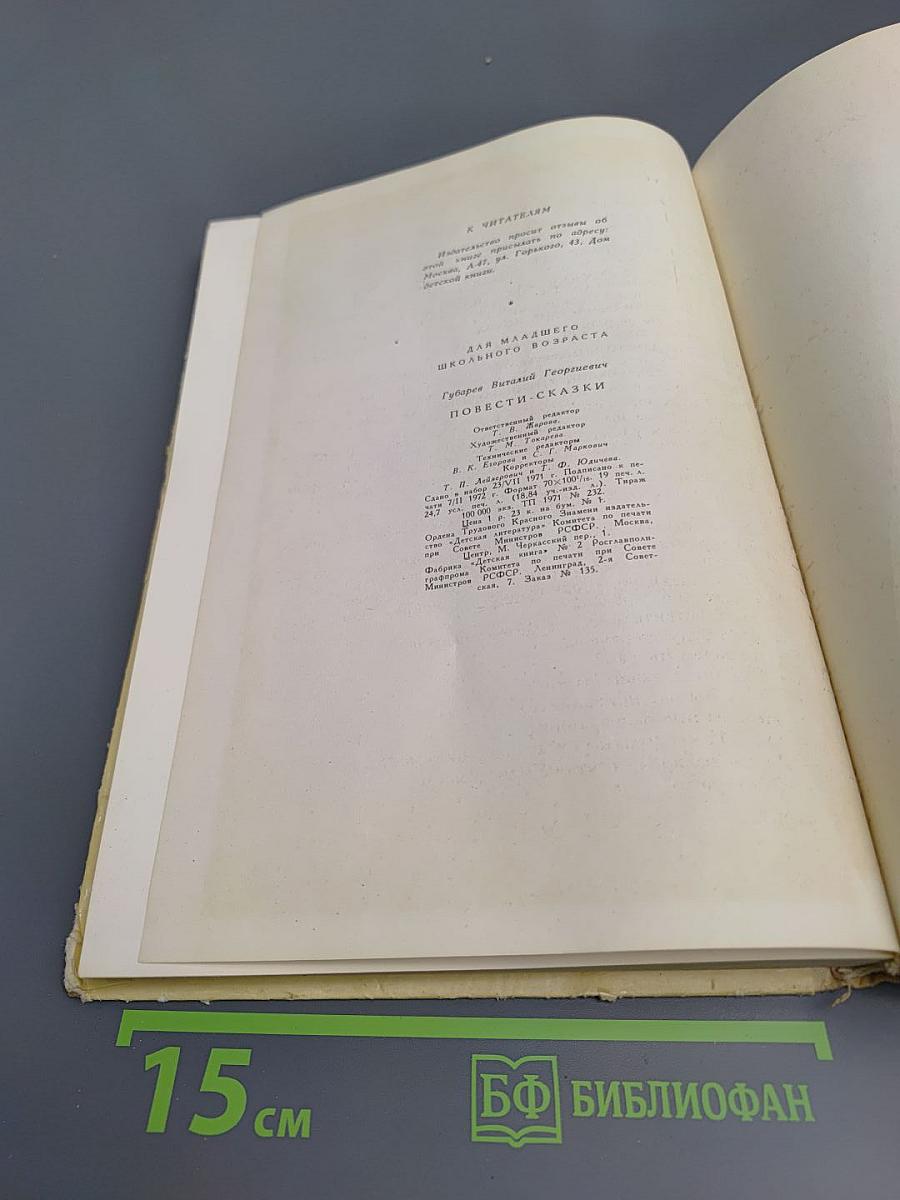 К ЧИТАТЕЛЯМ
Издательство просит отзывы об
этой книге присылать по адресу:
Москва, А-47, ул. Горького, 43. Дом
детской книги.
*
ДЛЯ МЛАДШЕГО
ШКОЛЬНОГО ВОЗРАСТА
Губарев Виталий Георгиевич
ПОВЕСТИ-СКАЗКИ
Ответственный редактор
Т. В. Жарова.
Художественный редактор
Т. М. Токарева.
Технические редакторы
В. К. Егорова и С. Г. Маркович
Корректоры
Т. П. Лейзерович и Т. Ф. Юдичева.
Сдано в набор 23/VII 1971 г. Подписано к пе-
чати 7/II 1972 г. Формат 70×100¹/₁₆. 19 печ. л.
24,7 усл. печ. л. (18,84 уч.-изд. л.). Тираж
100 000 экз. ТП 1971 № 232.
Цена 1 р. 23 к. на бум. № 1.
Ордена Трудового Красного Знамени издатель-
ство «Детская литература» Комитета по печати
при Совете Министров РСФСР. Москва,
Центр, М. Черкасский пер., 1.
Фабрика «Детская книга» № 2 Росглавполи-
графпрома Комитета по печати при Совете
Министров РСФСР. Ленинград, 2-я Совет-
ская, 7. Заказ № 135.
15 см
БФ БИБЛИОФАН